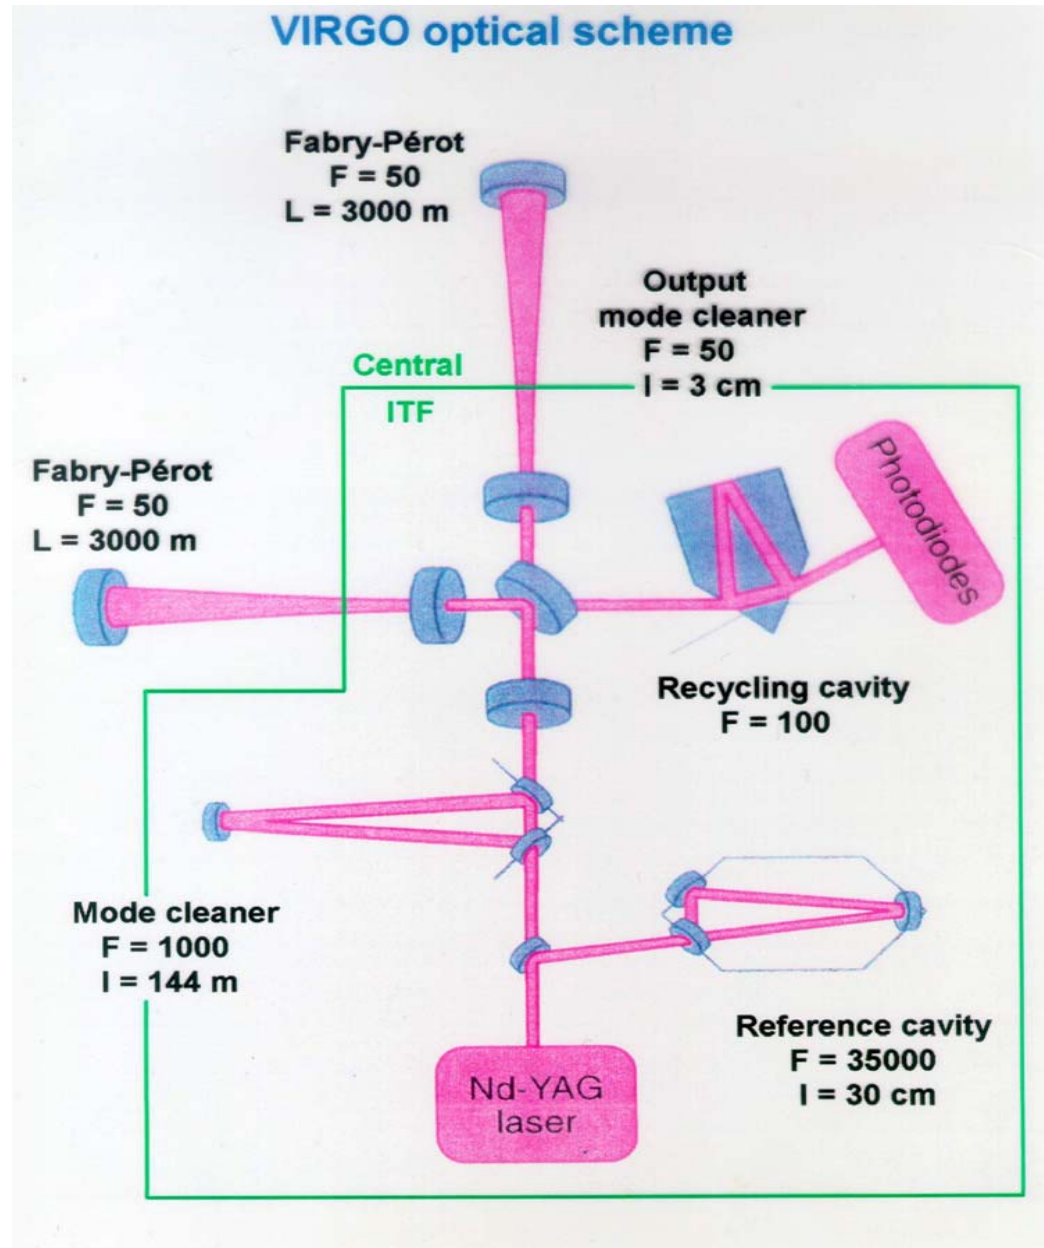 VIRGO optical scheme
Fabry-Pérot
F = 50
L = 3000 m
Output
mode cleaner
F = 50
l = 3 cm
Central
ITF
Fabry-Pérot
F = 50
L = 3000 m
Photodiodes
Recycling cavity
F = 100
Mode cleaner
F = 1000
l = 144 m
Reference cavity
F = 35000
l = 30 cm
Nd-YAG
laser